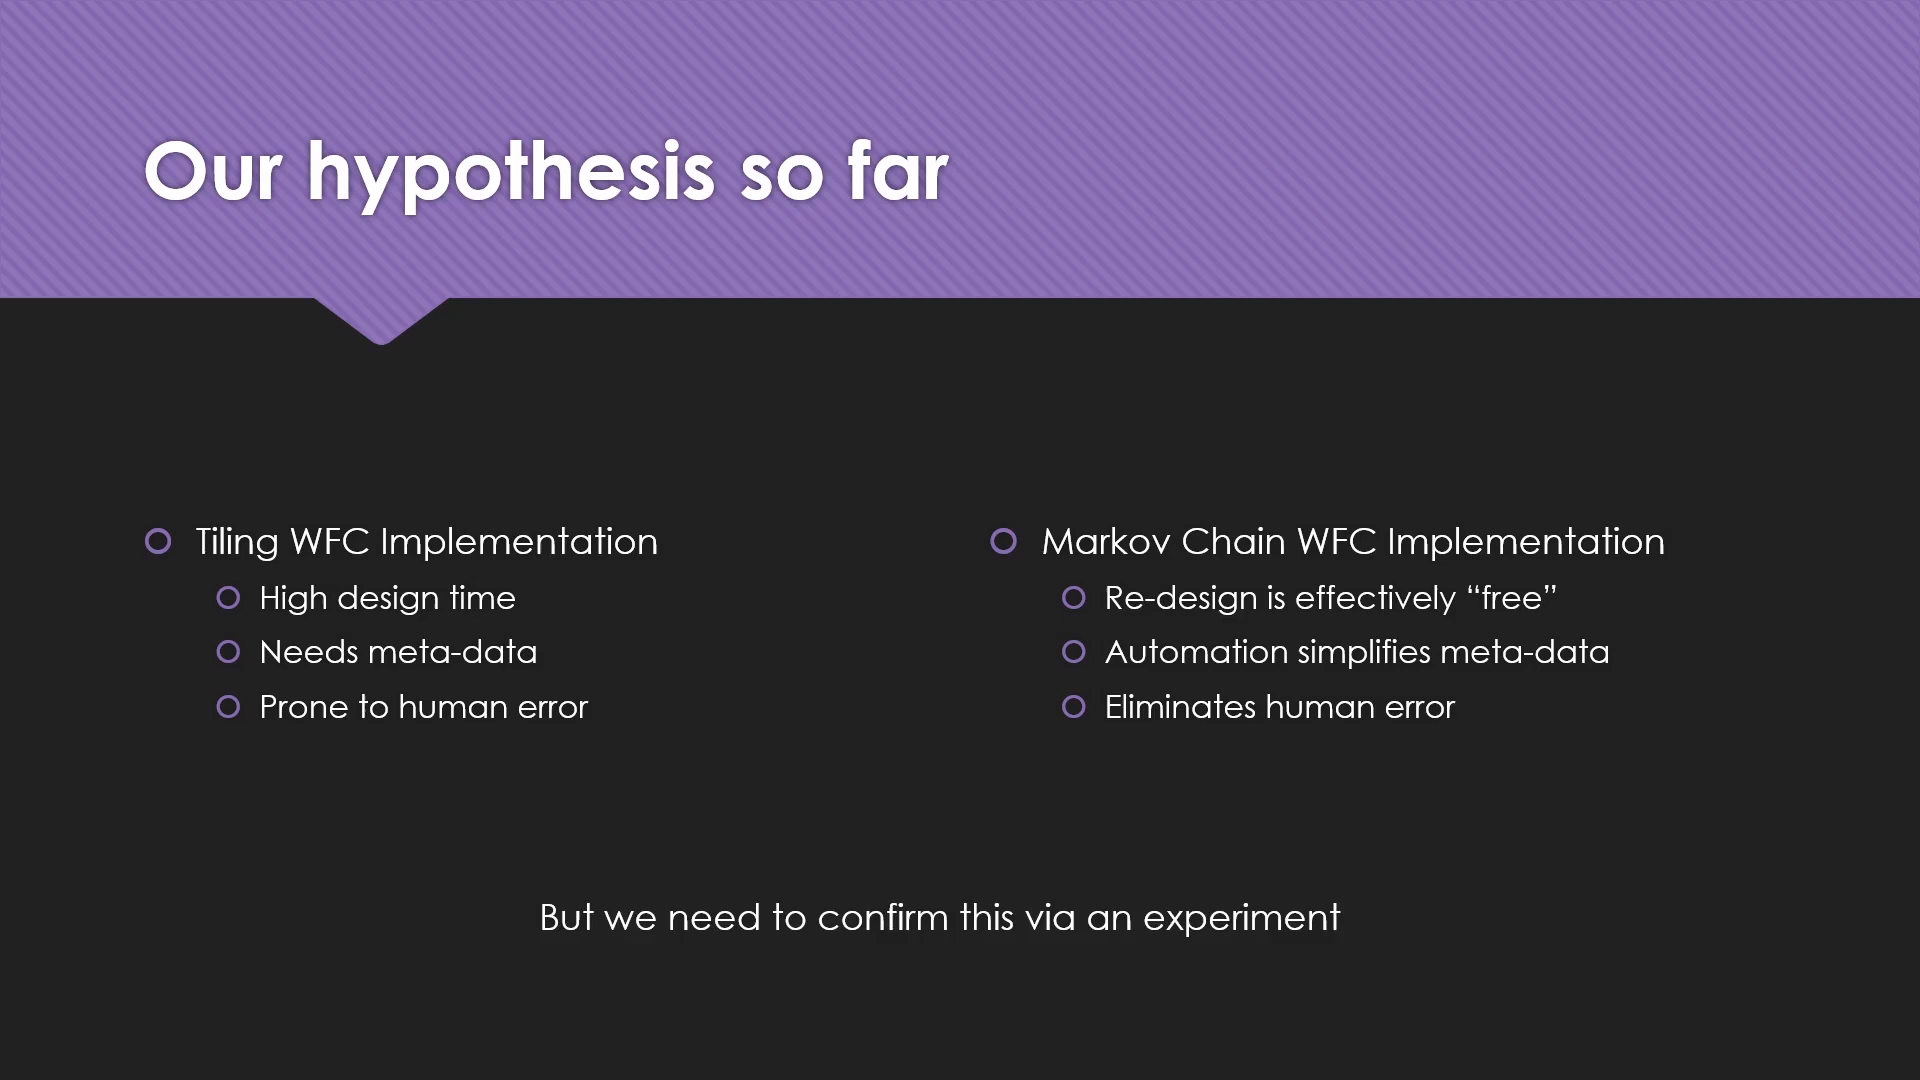 Our hypothesis so far
Tiling WFC Implementation
High design time
Needs meta-data
Prone to human error
Markov Chain WFC Implementation
Re-design is effectively “free”
Automation simplifies meta-data
Eliminates human error
But we need to confirm this via an experiment